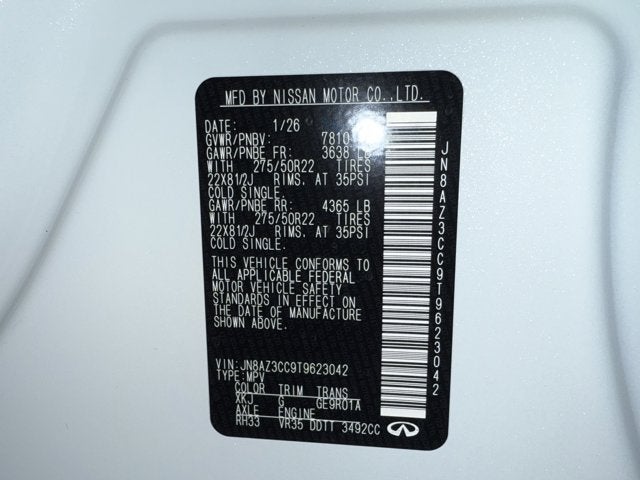 MFD BY NISSAN MOTOR CO.,LTD.
DATE: 1/26
GVWR/PNBV: 7810
GAWR/PNBE FR: 3638 LB
WITH 275/50R22 TIRES
22X81/2J RIMS. AT 35PSI
COLD SINGLE.
GAWR/PNBE RR: 4365 LB
WITH 275/50R22 TIRES
22X81/2J RIMS. AT 35PSI
COLD SINGLE.
THIS VEHICLE CONFORMS TO
ALL APPLICABLE FEDERAL
MOTOR VEHICLE SAFETY
STANDARDS IN EFFECT ON
THE DATE OF MANUFACTURE
SHOWN ABOVE.
VIN: JN8AZ3CC9T9623042
TYPE: MPV
COLOR TRIM TRANS
XKJ G GE9R01A
AXLE ENGINE
RH33 VR35 DDTT 3492CC
JN8AZ3CC9T9623042